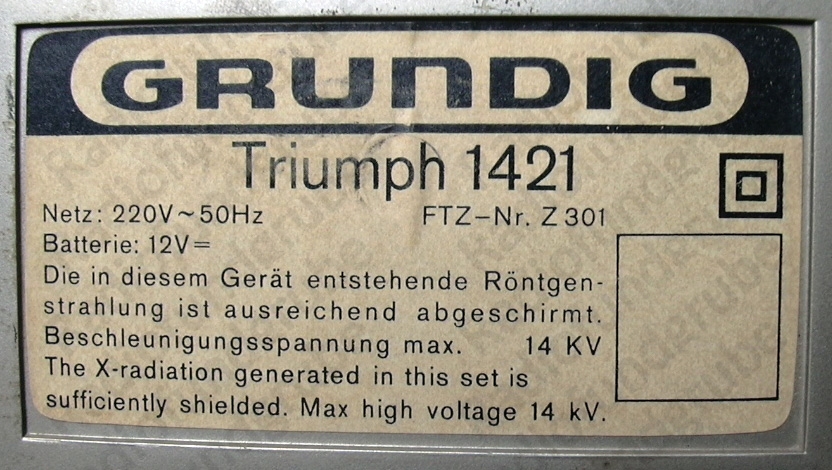 GRUNDIG
Triumph 1421
Netz: 220V~50Hz FTZ-Nr. Z 301
Batterie: 12V=
Die in diesem Gerät entstehende Röntgen-
strahlung ist ausreichend abgeschirmt.
Beschleunigungsspannung max. 14 KV
The X-radiation generated in this set is
sufficiently shielded. Max high voltage 14 kV.